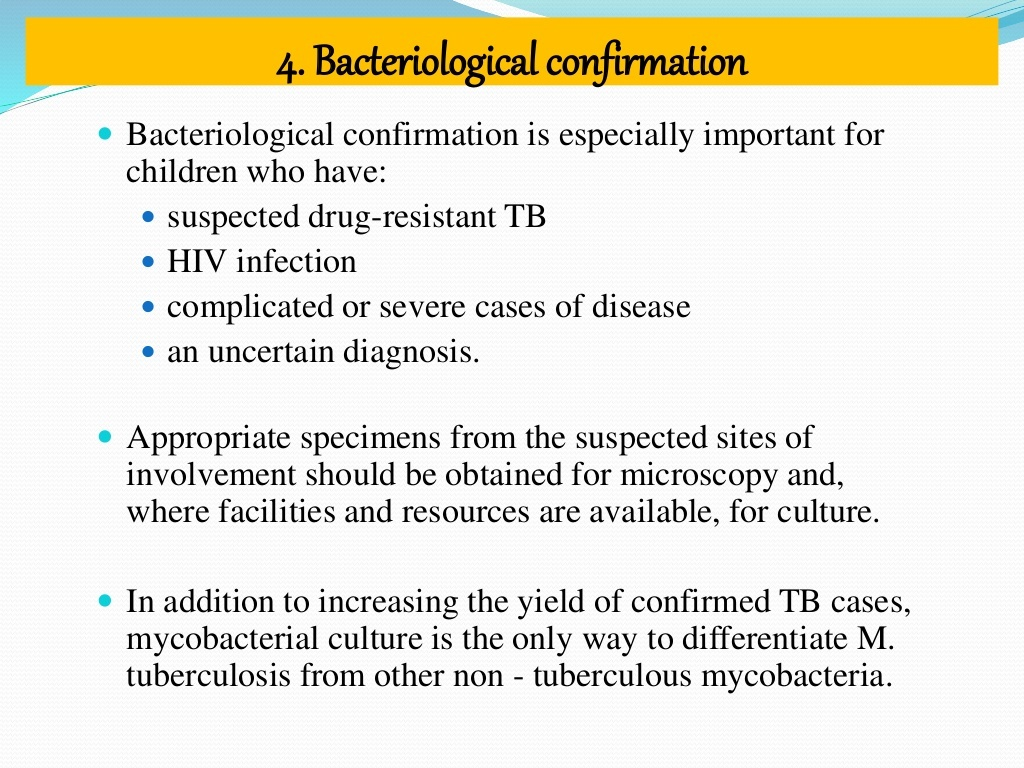 4. Bacteriological confirmation
• Bacteriological confirmation is especially important for
children who have:
• suspected drug-resistant TB
• HIV infection
• complicated or severe cases of disease
• an uncertain diagnosis.
• Appropriate specimens from the suspected sites of
involvement should be obtained for microscopy and,
where facilities and resources are available, for culture.
• In addition to increasing the yield of confirmed TB cases,
mycobacterial culture is the only way to differentiate M.
tuberculosis from other non - tuberculous mycobacteria.